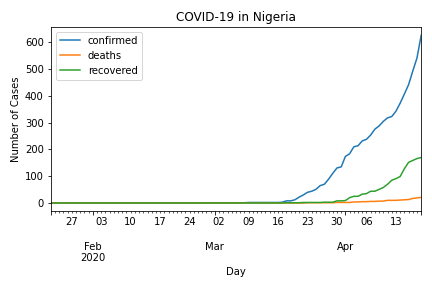 COVID-19 in Nigeria
confirmed
deaths
recovered
Number of Cases
600
500
400
300
200
100
0
27 03 10 17 24 02 09 16 23 30 06 13
Feb Mar Apr
2020
Day